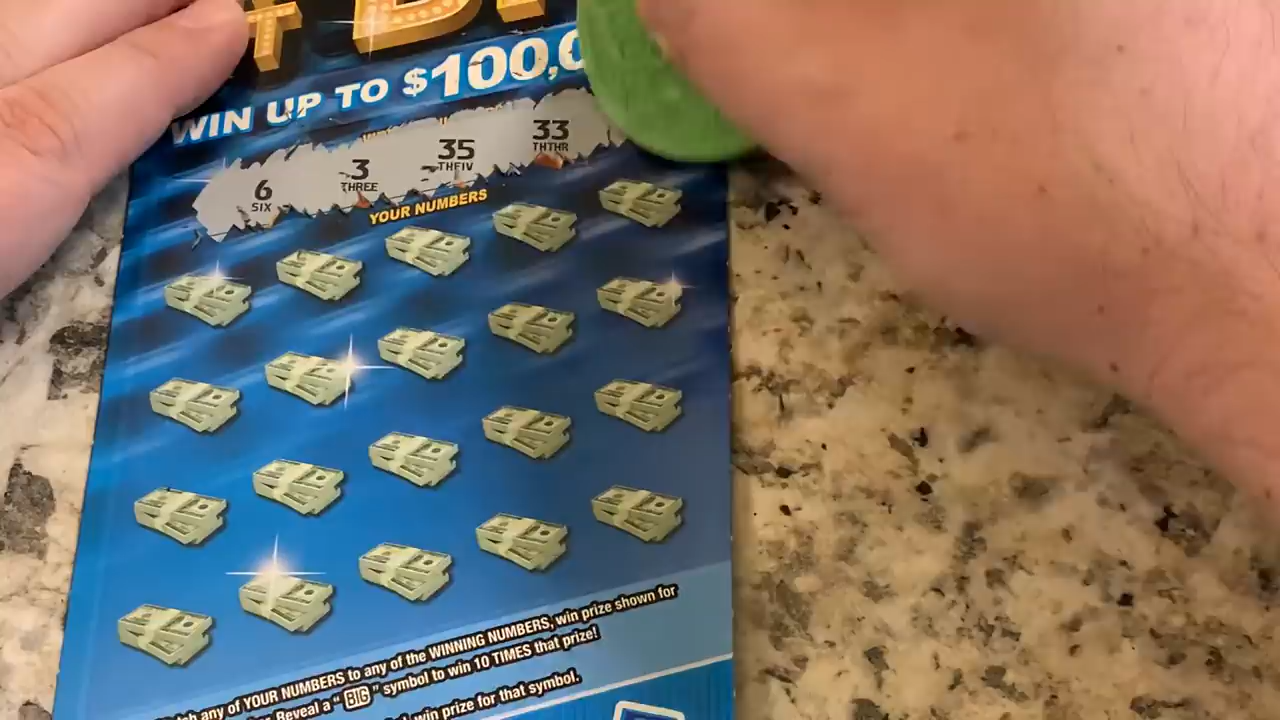 WIN UP TO $100,0
6 3 35 33
SIX THREE THFIV THTHR
YOUR NUMBERS
any of YOUR NUMBERS to any of the WINNING NUMBERS, win prize shown for
Reveal a " BIG " symbol to win 10 TIMES that prize!
win prize for that symbol.